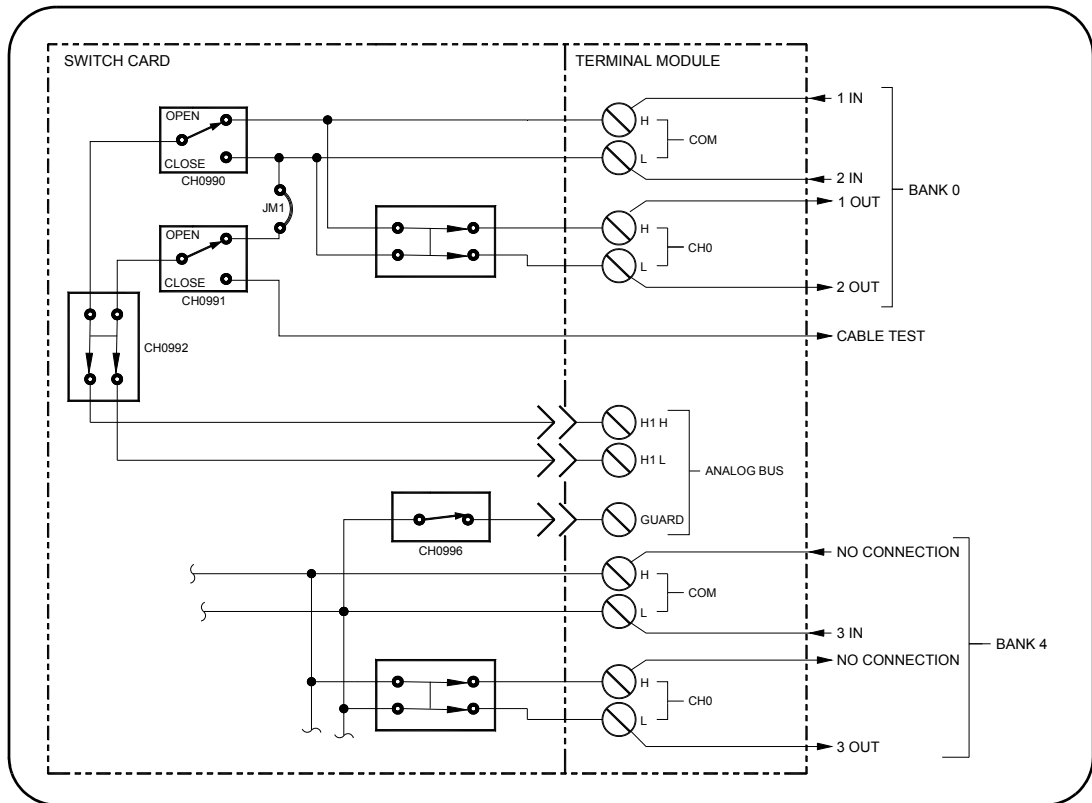 SWITCH CARD
TERMINAL MODULE
OPEN
CLOSE
CH0990
H
COM
L
1 IN
2 IN
BANK 0
JM1
OPEN
CLOSE
CH0991
H
CH0
L
1 OUT
2 OUT
CABLE TEST
CH0992
H1 H
H1 L
ANALOG BUS
GUARD
CH0996
NO CONNECTION
H
COM
L
3 IN
BANK 4
NO CONNECTION
H
CH0
L
3 OUT